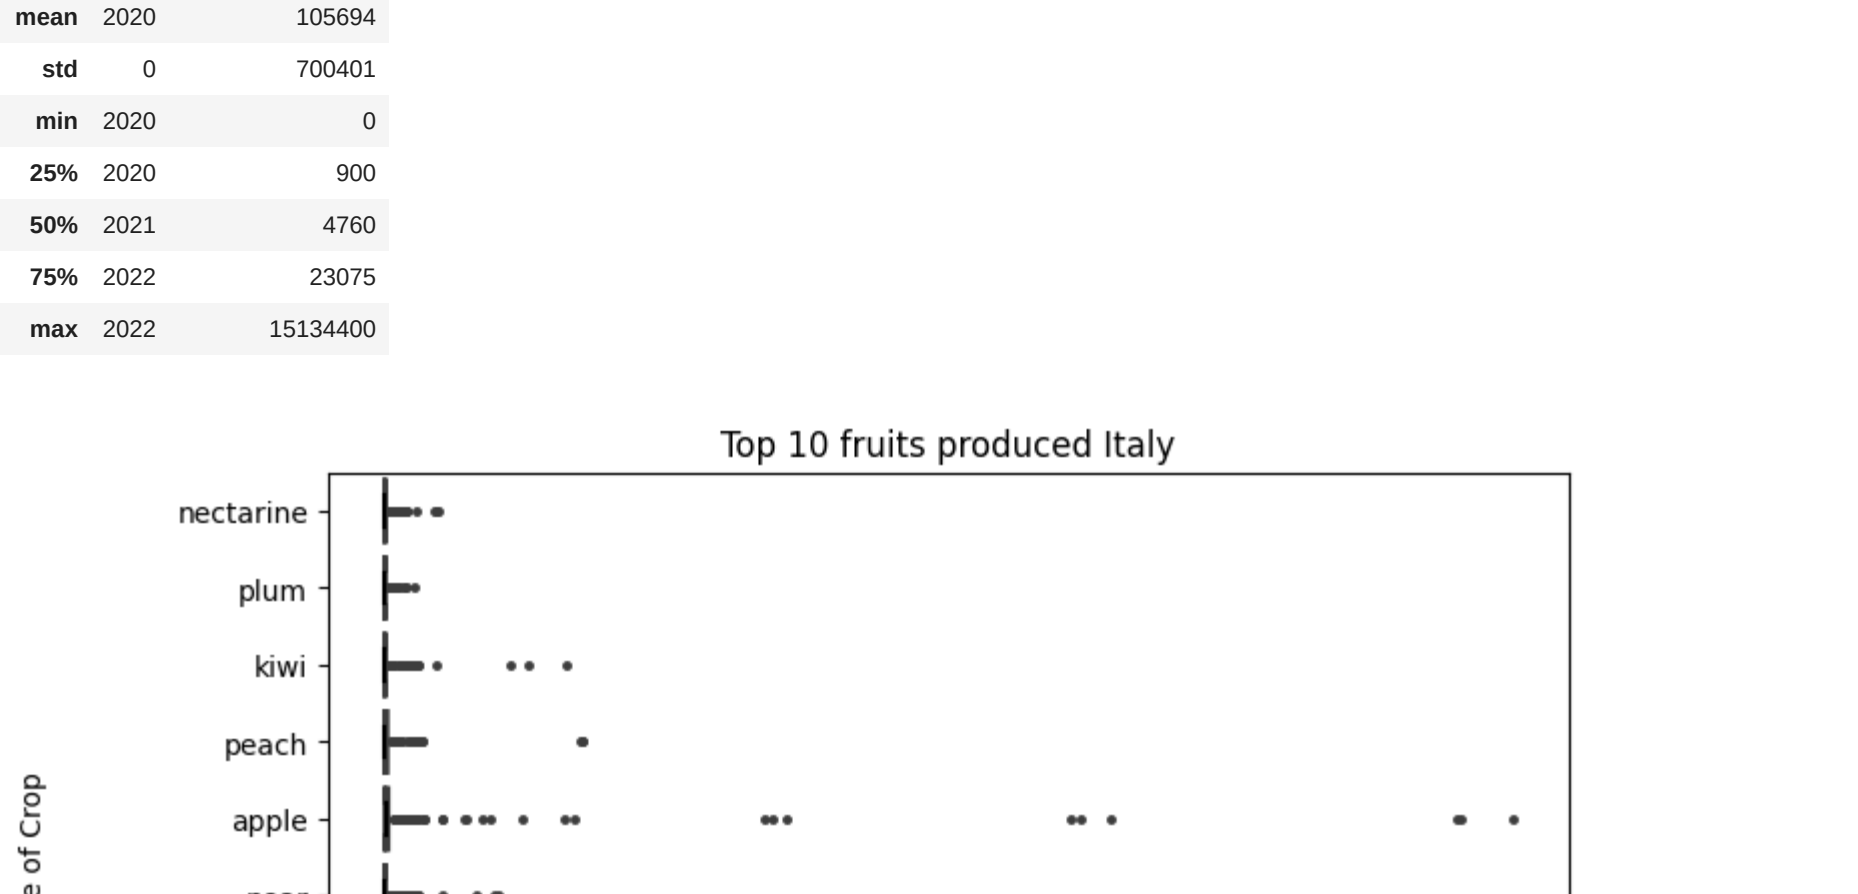 mean 2020 105694
std 0 700401
min 2020 0
25% 2020 900
50% 2021 4760
75% 2022 23075
max 2022 15134400
Top 10 fruits produced Italy
nectarine
plum
kiwi
peach
apple
of Crop